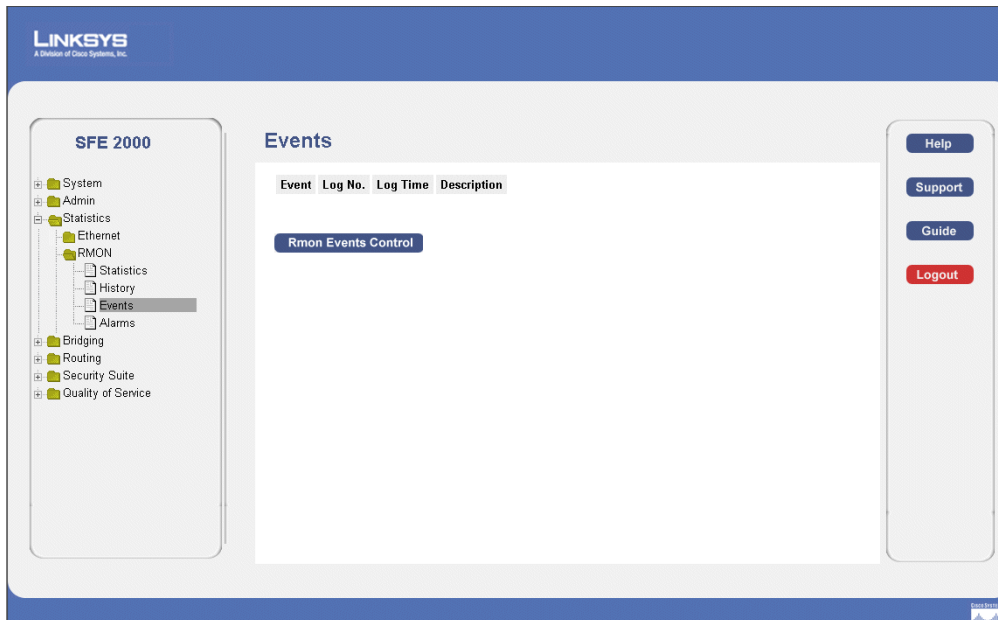 LINKSYS
A Division of Cisco Systems, Inc.
SFE 2000
System
Admin
Statistics
Ethernet
RMON
Statistics
History
Events
Alarms
Bridging
Routing
Security Suite
Quality of Service
Events
Event Log No. Log Time Description
Rmon Events Control
Help
Support
Guide
Logout